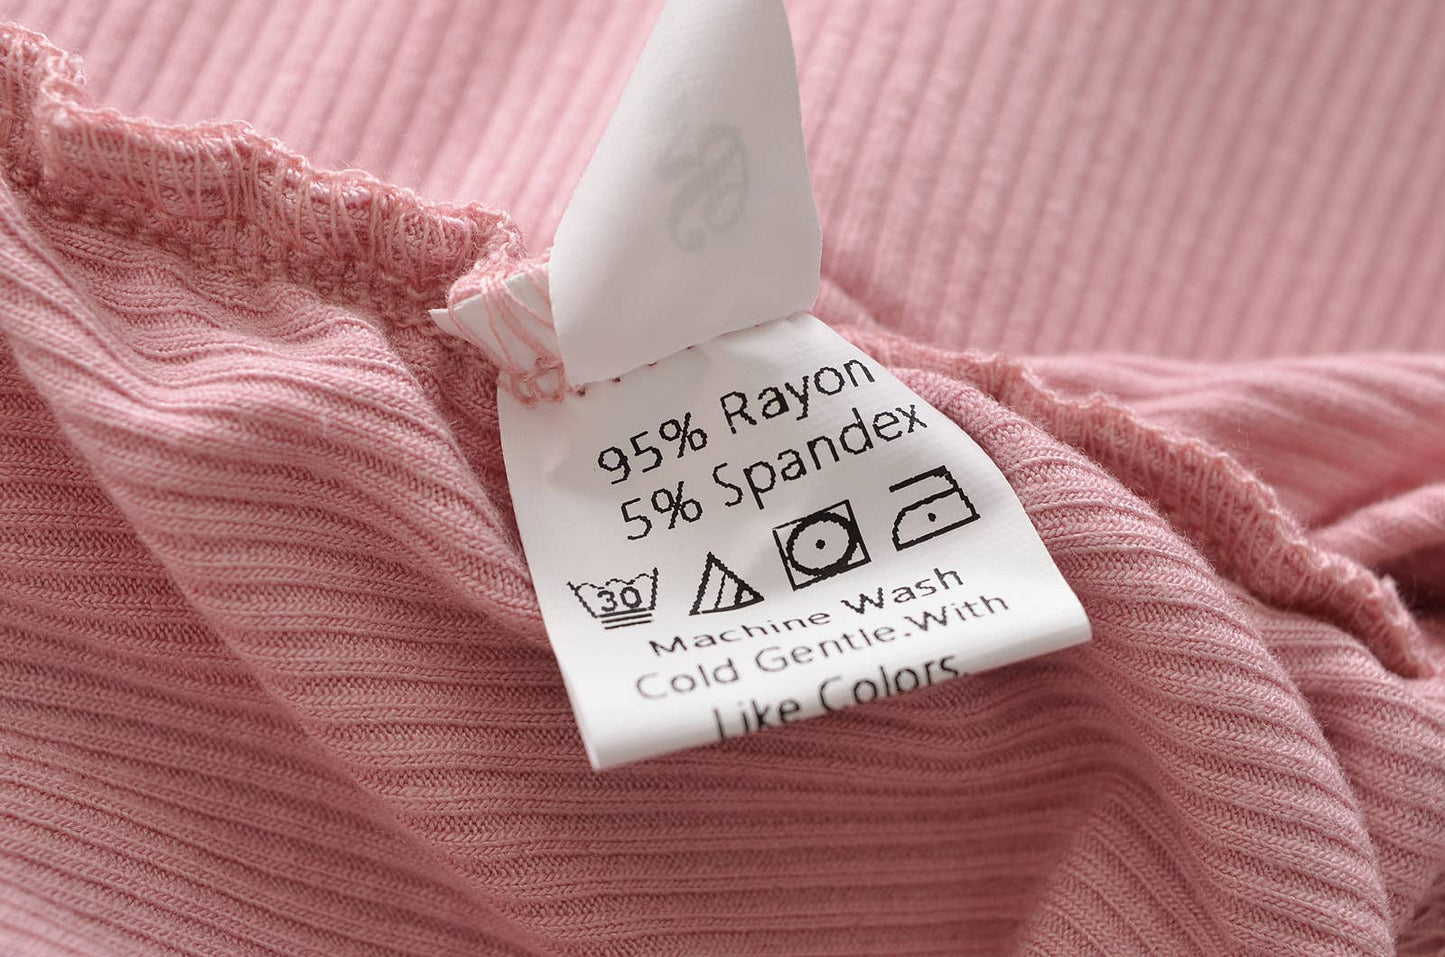 95% Rayon
5% Spandex
30
Machine Wash
Cold Gentle.With
Like Colors.